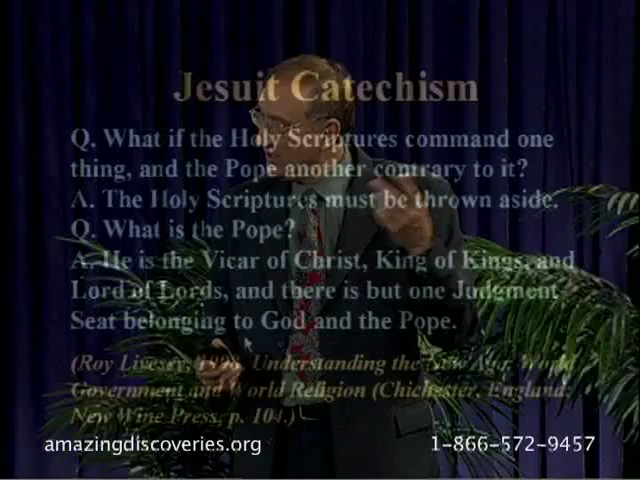 Jesuit Catechism
Q. What if the Holy Scriptures command one
thing, and the Pope another contrary to it?
A. The Holy Scriptures must be thrown aside.
Q. What is the Pope?
A. He is the Vicar of Christ, King of Kings, and
Lord of Lords, and there is but one Judgment
Seat belonging to God and the Pope.
(Roy Livesey, Understanding the New Age: World
Government and World Religion (Chichester, England:
New Wine Press, p. 104.)
amazingdiscoveries.org 1-866-572-9457